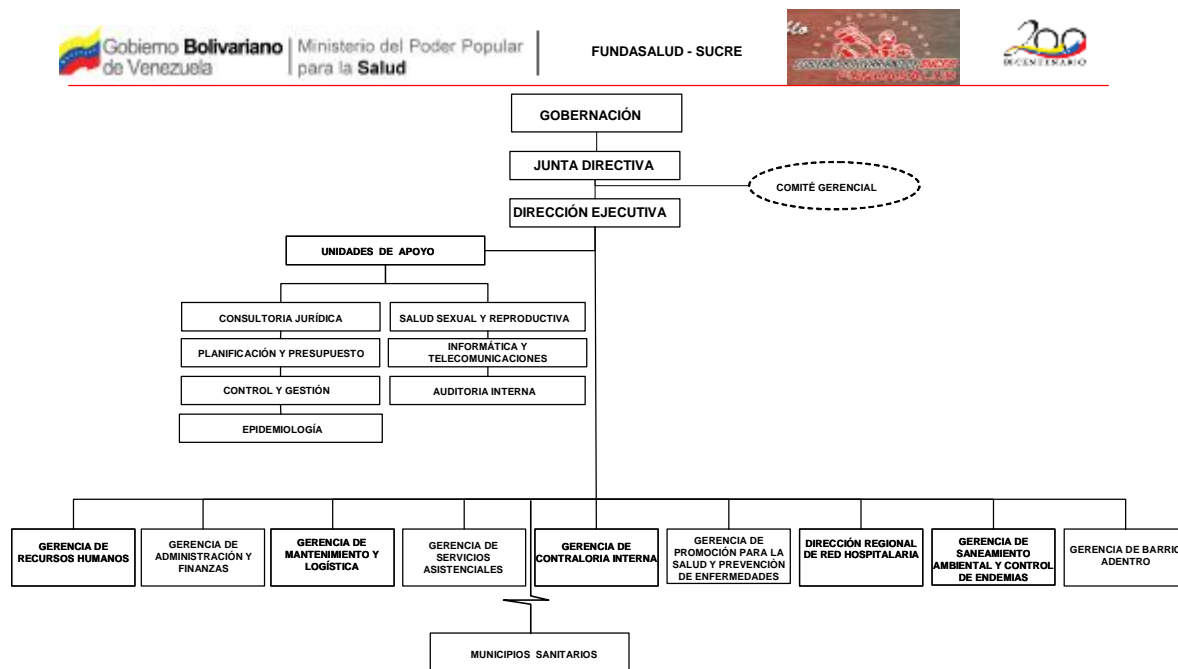 Gobierno Bolivariano
de Venezuela
Ministerio del Poder Popular
para la Salud
FUNDASALUD - SUCRE
200
BICENTENARIO
GOBERNACIÓN
JUNTA DIRECTIVA
COMITÉ GERENCIAL
DIRECCIÓN EJECUTIVA
UNIDADES DE APOYO
CONSULTORIA JURÍDICA
SALUD SEXUAL Y REPRODUCTIVA
PLANIFICACIÓN Y PRESUPUESTO
INFORMÁTICA Y
TELECOMUNICACIONES
CONTROL Y GESTIÓN
AUDITORIA INTERNA
EPIDEMIOLOGÍA
GERENCIA DE
RECURSOS HUMANOS
GERENCIA DE
ADMINISTRACIÓN Y
FINANZAS
GERENCIA DE
MANTENIMIENTO Y
LOGÍSTICA
GERENCIA DE
SERVICIOS
ASISTENCIALES
GERENCIA DE
CONTRALORIA INTERNA
GERENCIA DE
PROMOCIÓN PARA LA
SALUD Y PREVENCIÓN
DE ENFERMEDADES
DIRECCIÓN REGIONAL
DE RED HOSPITALARIA
GERENCIA DE
SANEAMIENTO
AMBIENTAL Y CONTROL
DE ENDEMIAS
GERENCIA DE BARRIO
ADENTRO
MUNICIPIOS SANITARIOS